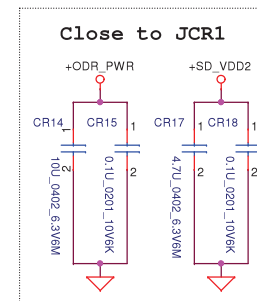 Close to JCR1
+ODR_PWR
+SD_VDD2
CR14
1
2
10U_0402_6.3V6M
CR15
1
2
0.1U_0201_10V6K
CR17
1
2
4.7U_0402_6.3V6M
CR18
1
2
0.1U_0201_10V6K